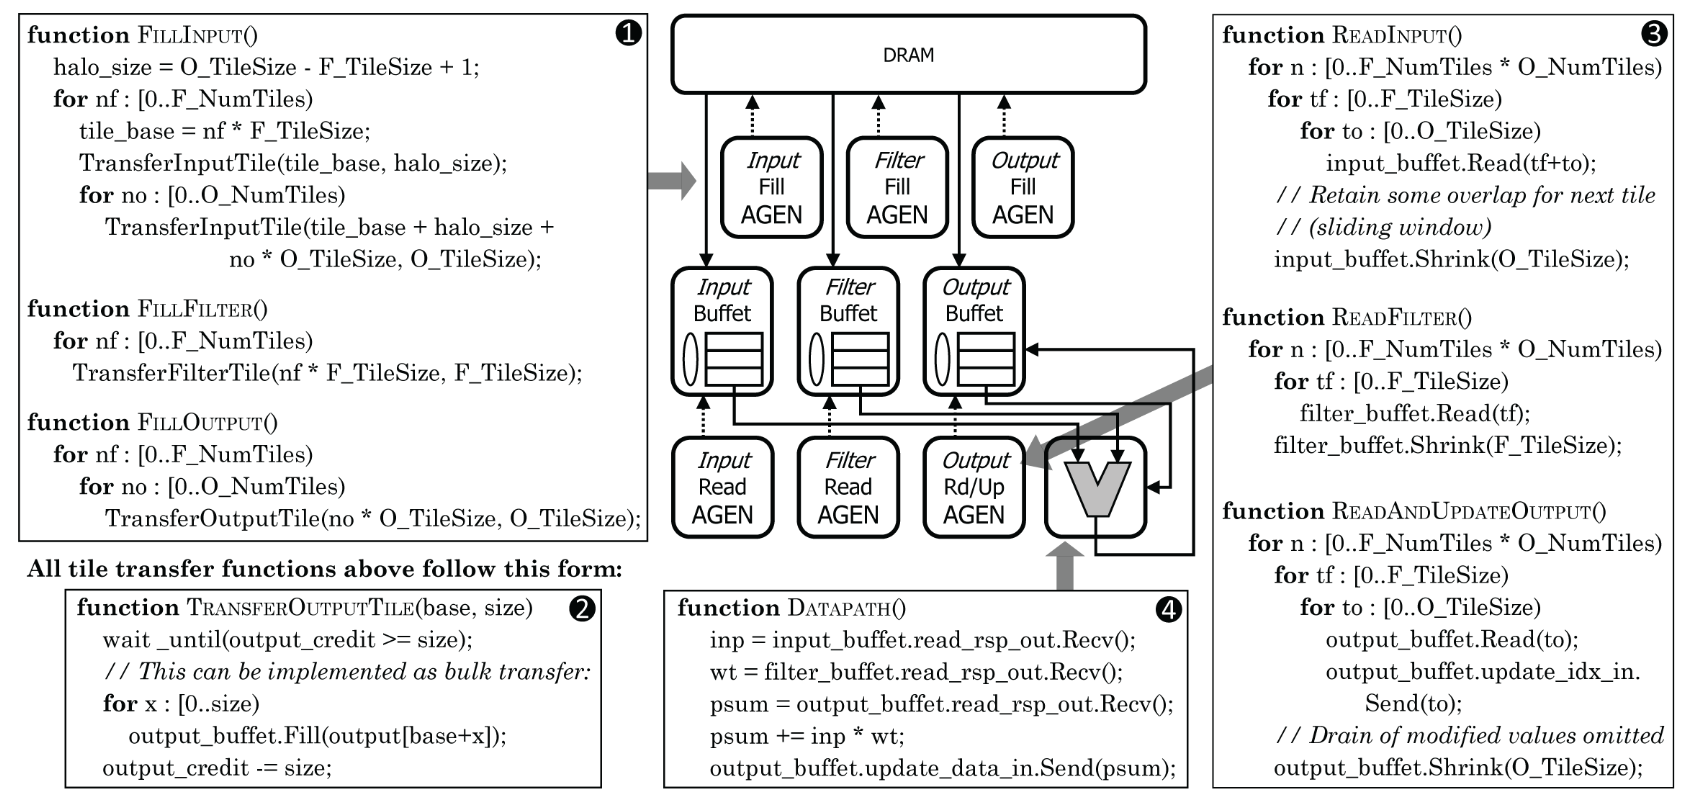 function FILLINPUT()
❶
halo_size = O_TileSize - F_TileSize + 1;
for nf : [0..F_NumTiles)
tile_base = nf * F_TileSize;
TransferInputTile(tile_base, halo_size);
for no : [0..O_NumTiles)
TransferInputTile(tile_base + halo_size +
no * O_TileSize, O_TileSize);
function FILLFILTER()
for nf : [0..F_NumTiles)
TransferFilterTile(nf * F_TileSize, F_TileSize);
function FILLOUTPUT()
for nf : [0..F_NumTiles)
for no : [0..O_NumTiles)
TransferOutputTile(no * O_TileSize, O_TileSize);
All tile transfer functions above follow this form:
function TRANSFEROUTPUTTILE(base, size)
❷
wait _until(output_credit >= size);
// This can be implemented as bulk transfer:
for x : [0..size)
output_buffet.Fill(output[base+x]);
output_credit -= size;
DRAM
Input
Fill
AGEN
Filter
Fill
AGEN
Output
Fill
AGEN
Input
Buffet
Filter
Buffet
Output
Buffet
Input
Read
AGEN
Filter
Read
AGEN
Output
Rd/Up
AGEN
function DATAPATH()
❹
inp = input_buffet.read_rsp_out.Recv();
wt = filter_buffet.read_rsp_out.Recv();
psum = output_buffet.read_rsp_out.Recv();
psum += inp * wt;
output_buffet.update_data_in.Send(psum);
function READINPUT()
❸
for n : [0..F_NumTiles * O_NumTiles)
for tf : [0..F_TileSize)
for to : [0..O_TileSize)
input_buffet.Read(tf+to);
// Retain some overlap for next tile
// (sliding window)
input_buffet.Shrink(O_TileSize);
function READFILTER()
for n : [0..F_NumTiles * O_NumTiles)
for tf : [0..F_TileSize)
filter_buffet.Read(tf);
filter_buffet.Shrink(F_TileSize);
function READANDUPDATEOUTPUT()
for n : [0..F_NumTiles * O_NumTiles)
for tf : [0..F_TileSize)
for to : [0..O_TileSize)
output_buffet.Read(to);
output_buffet.update_idx_in.
Send(to);
// Drain of modified values omitted
output_buffet.Shrink(O_TileSize);